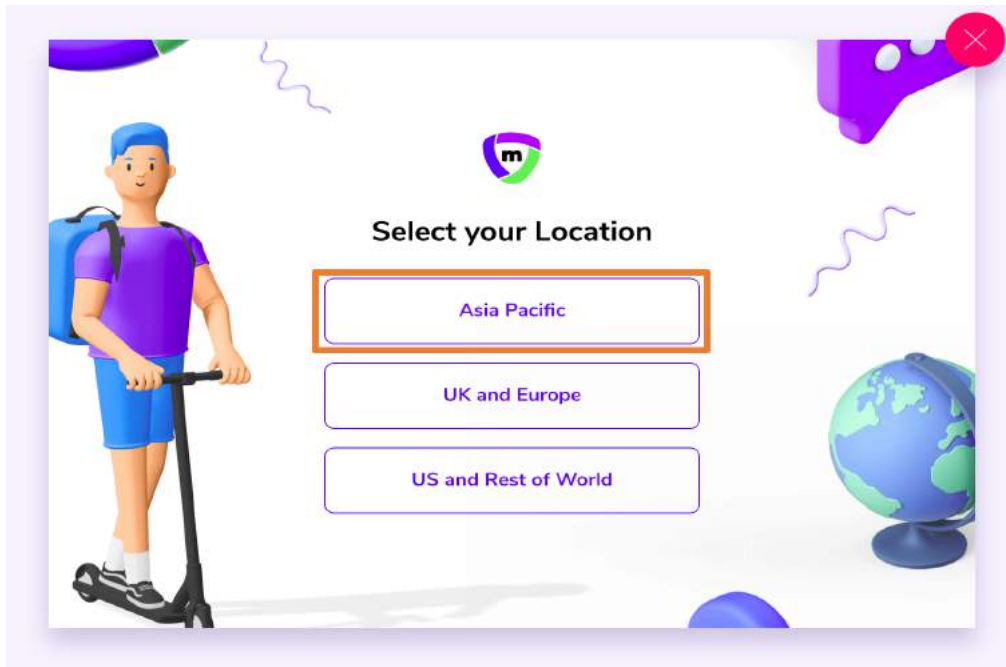 m
Select your Location
Asia Pacific
UK and Europe
US and Rest of World